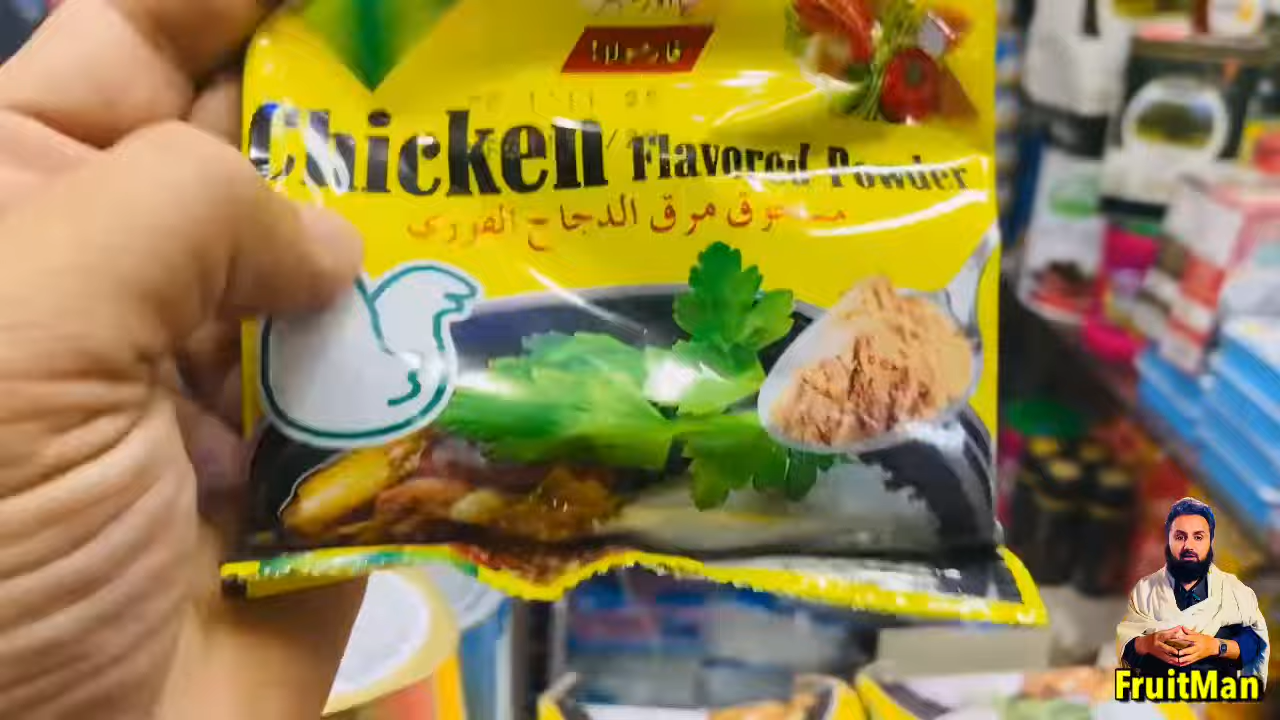 Chicken Flavored Powder
مسحوق مرق الدجاج الفوري
FruitMan